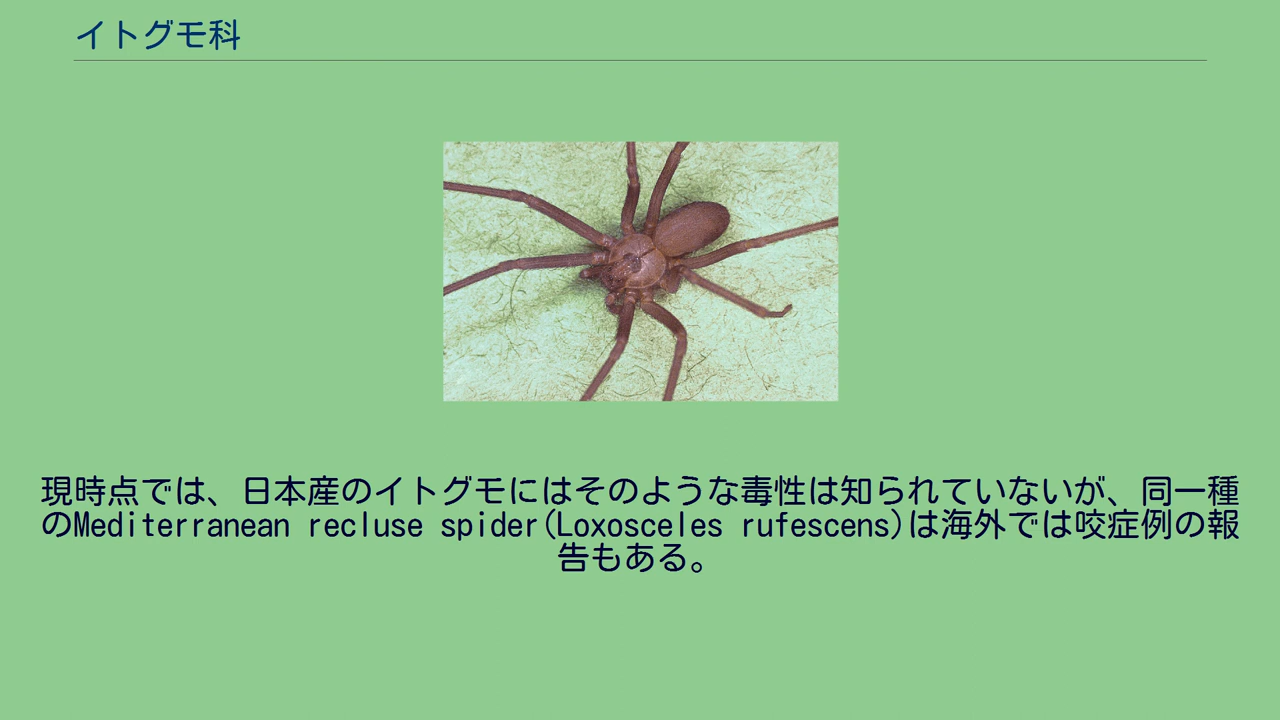 イトグモ科
現時点では、日本産のイトグモにはそのような毒性は知られていないが、同一種
のMediterranean recluse spider(Loxosceles rufescens)は海外では咬症例の報
告もある。